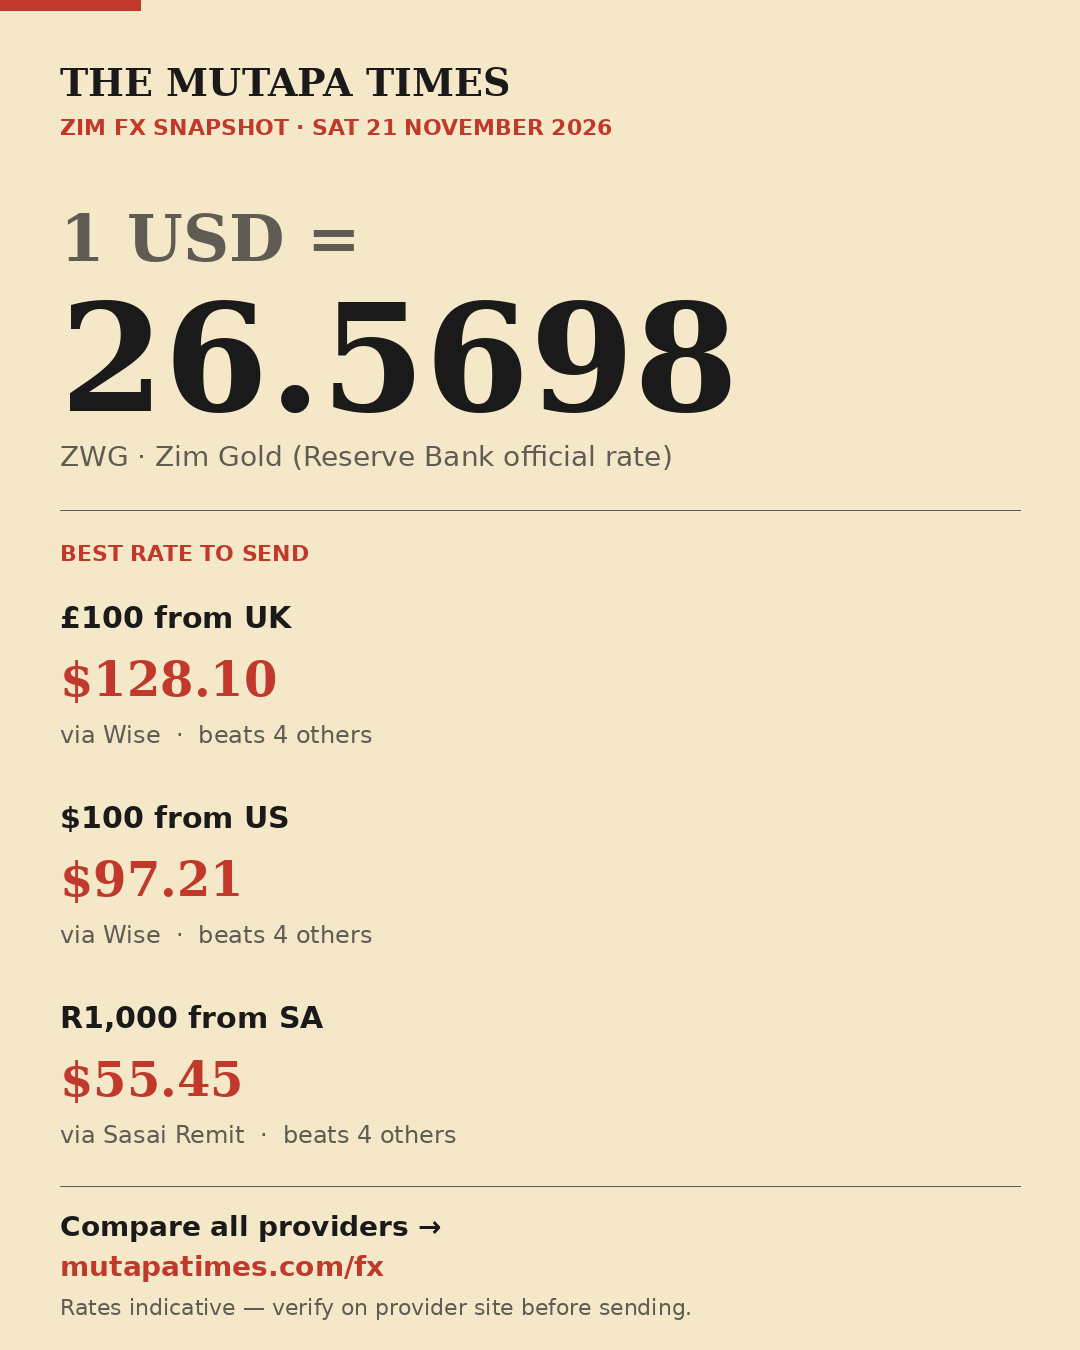 THE MUTAPA TIMES
ZIM FX SNAPSHOT · SAT 21 NOVEMBER 2026
1 USD =
26.5698
ZWG · Zim Gold (Reserve Bank official rate)
BEST RATE TO SEND
£100 from UK
$128.10
via Wise · beats 4 others
$100 from US
$97.21
via Wise · beats 4 others
R1,000 from SA
$55.45
via Sasai Remit · beats 4 others
Compare all providers →
mutapatimes.com/fx
Rates indicative — verify on provider site before sending.